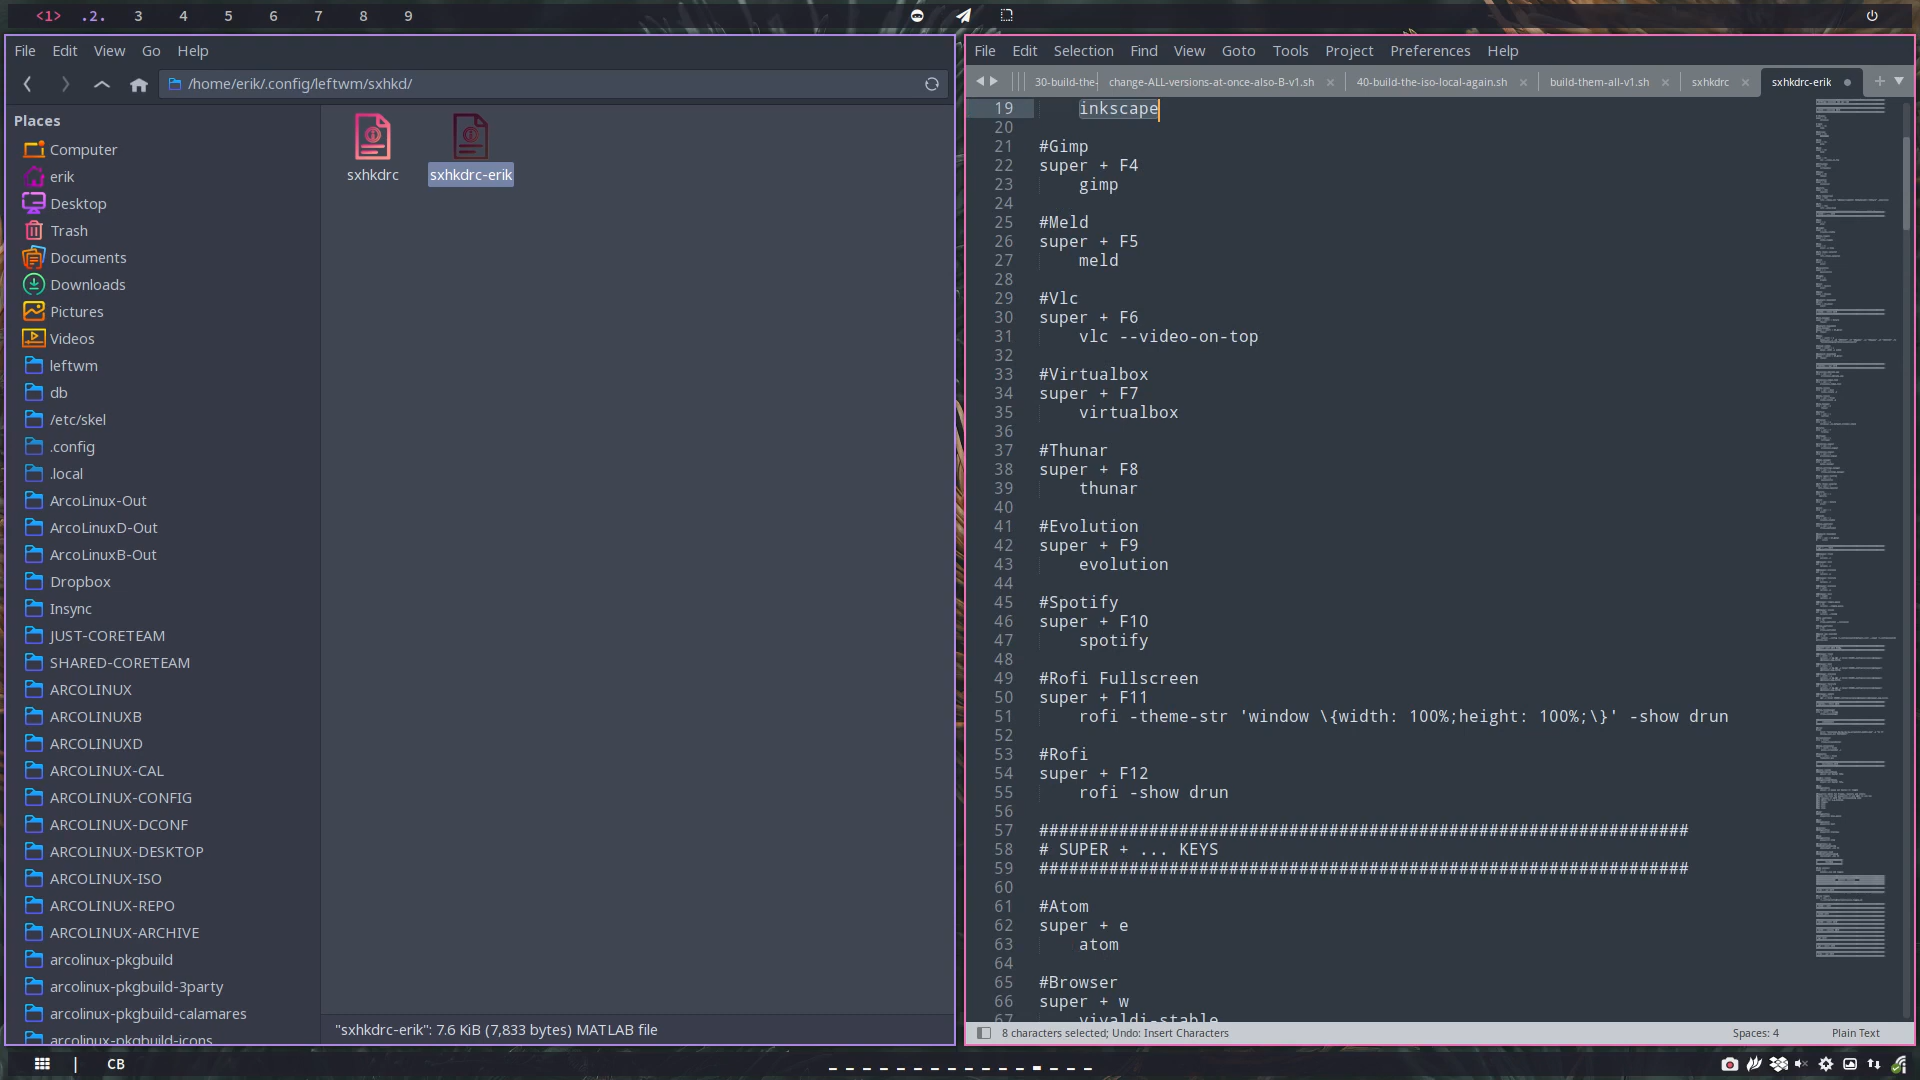 <1> .2. 3 4 5 6 7 8 9
File Edit View Go Help
/home/erik/.config/leftwm/sxhkd/
Places
Computer
erik
Desktop
Trash
Documents
Downloads
Pictures
Videos
leftwm
db
/etc/skel
.config
.local
ArcoLinux-Out
ArcoLinuxD-Out
ArcoLinuxB-Out
Dropbox
Insync
JUST-CORETEAM
SHARED-CORETEAM
ARCOLINUX
ARCOLINUXB
ARCOLINUXD
ARCOLINUX-CAL
ARCOLINUX-CONFIG
ARCOLINUX-DCONF
ARCOLINUX-DESKTOP
ARCOLINUX-ISO
ARCOLINUX-REPO
ARCOLINUX-ARCHIVE
arcolinux-pkgbuild
arcolinux-pkgbuild-3party
arcolinux-pkgbuild-calamares
arcolinux-pkgbuild-icons
sxhkdrc
sxhkdrc-erik
"sxhkdrc-erik": 7.6 KiB (7,833 bytes) MATLAB file
File Edit Selection Find View Goto Tools Project Preferences Help
30-build-the- change-ALL-versions-at-once-also-B-v1.sh 40-build-the-iso-local-again.sh build-them-all-v1.sh sxhkdrc sxhkdrc-erik
19 inkscape
20
21 #Gimp
22 super + F4
23 gimp
24
25 #Meld
26 super + F5
27 meld
28
29 #Vlc
30 super + F6
31 vlc --video-on-top
32
33 #Virtualbox
34 super + F7
35 virtualbox
36
37 #Thunar
38 super + F8
39 thunar
40
41 #Evolution
42 super + F9
43 evolution
44
45 #Spotify
46 super + F10
47 spotify
48
49 #Rofi Fullscreen
50 super + F11
51 rofi -theme-str 'window \{width: 100%;height: 100%;\}' -show drun
52
53 #Rofi
54 super + F12
55 rofi -show drun
56
57 #################################################################
58 # SUPER + ... KEYS
59 #################################################################
60
61 #Atom
62 super + e
63 atom
64
65 #Browser
66 super + w
67 vivaldi-stable
8 characters selected; Undo: Insert Characters Spaces: 4 Plain Text
| CB